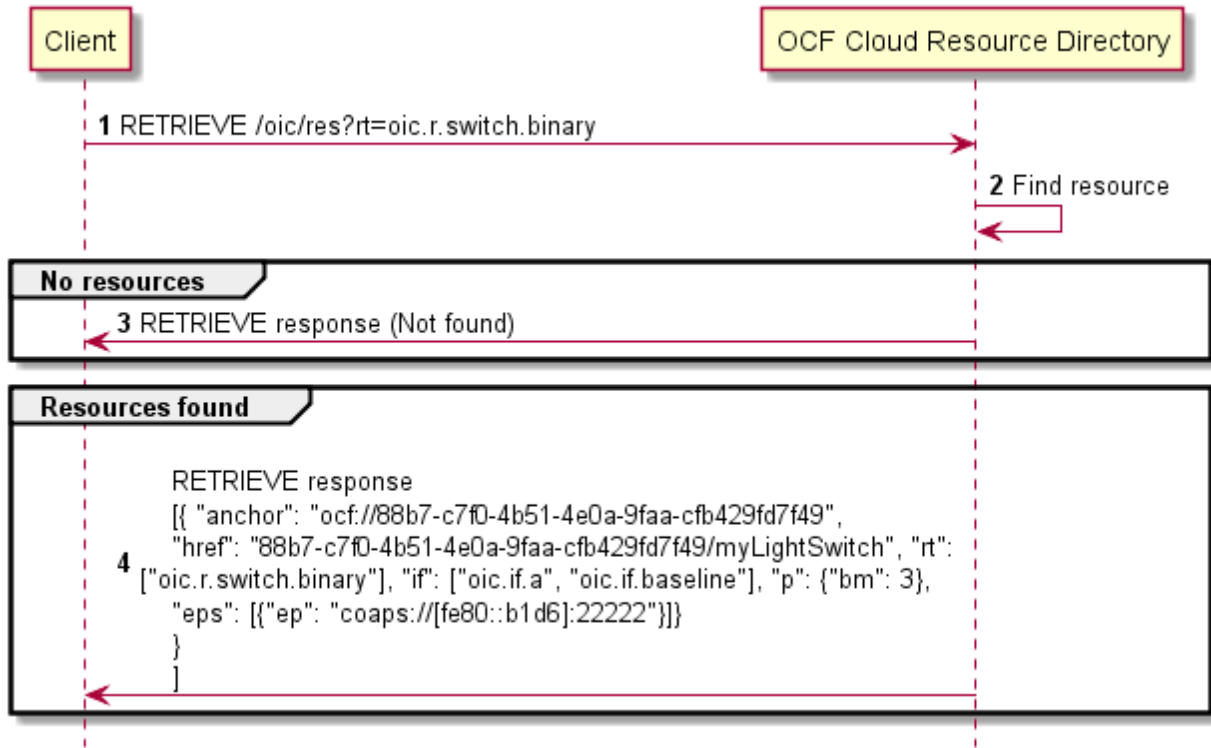 Client
OCF Cloud Resource Directory
1 RETRIEVE /oic/res?rt=oic.r.switch.binary
2 Find resource
No resources
3 RETRIEVE response (Not found)
Resources found
RETRIEVE response
[{ "anchor": "ocf://88b7-c7f0-4b51-4e0a-9faa-cfb429fd7f49",
"href": "88b7-c7f0-4b51-4e0a-9faa-cfb429fd7f49/myLightSwitch", "rt":
4 ["oic.r.switch.binary"], "if": ["oic.if.a", "oic.if.baseline"], "p": {"bm": 3},
"eps": [{"ep": "coaps://[fe80::b1d6]:22222"}]}
}
]